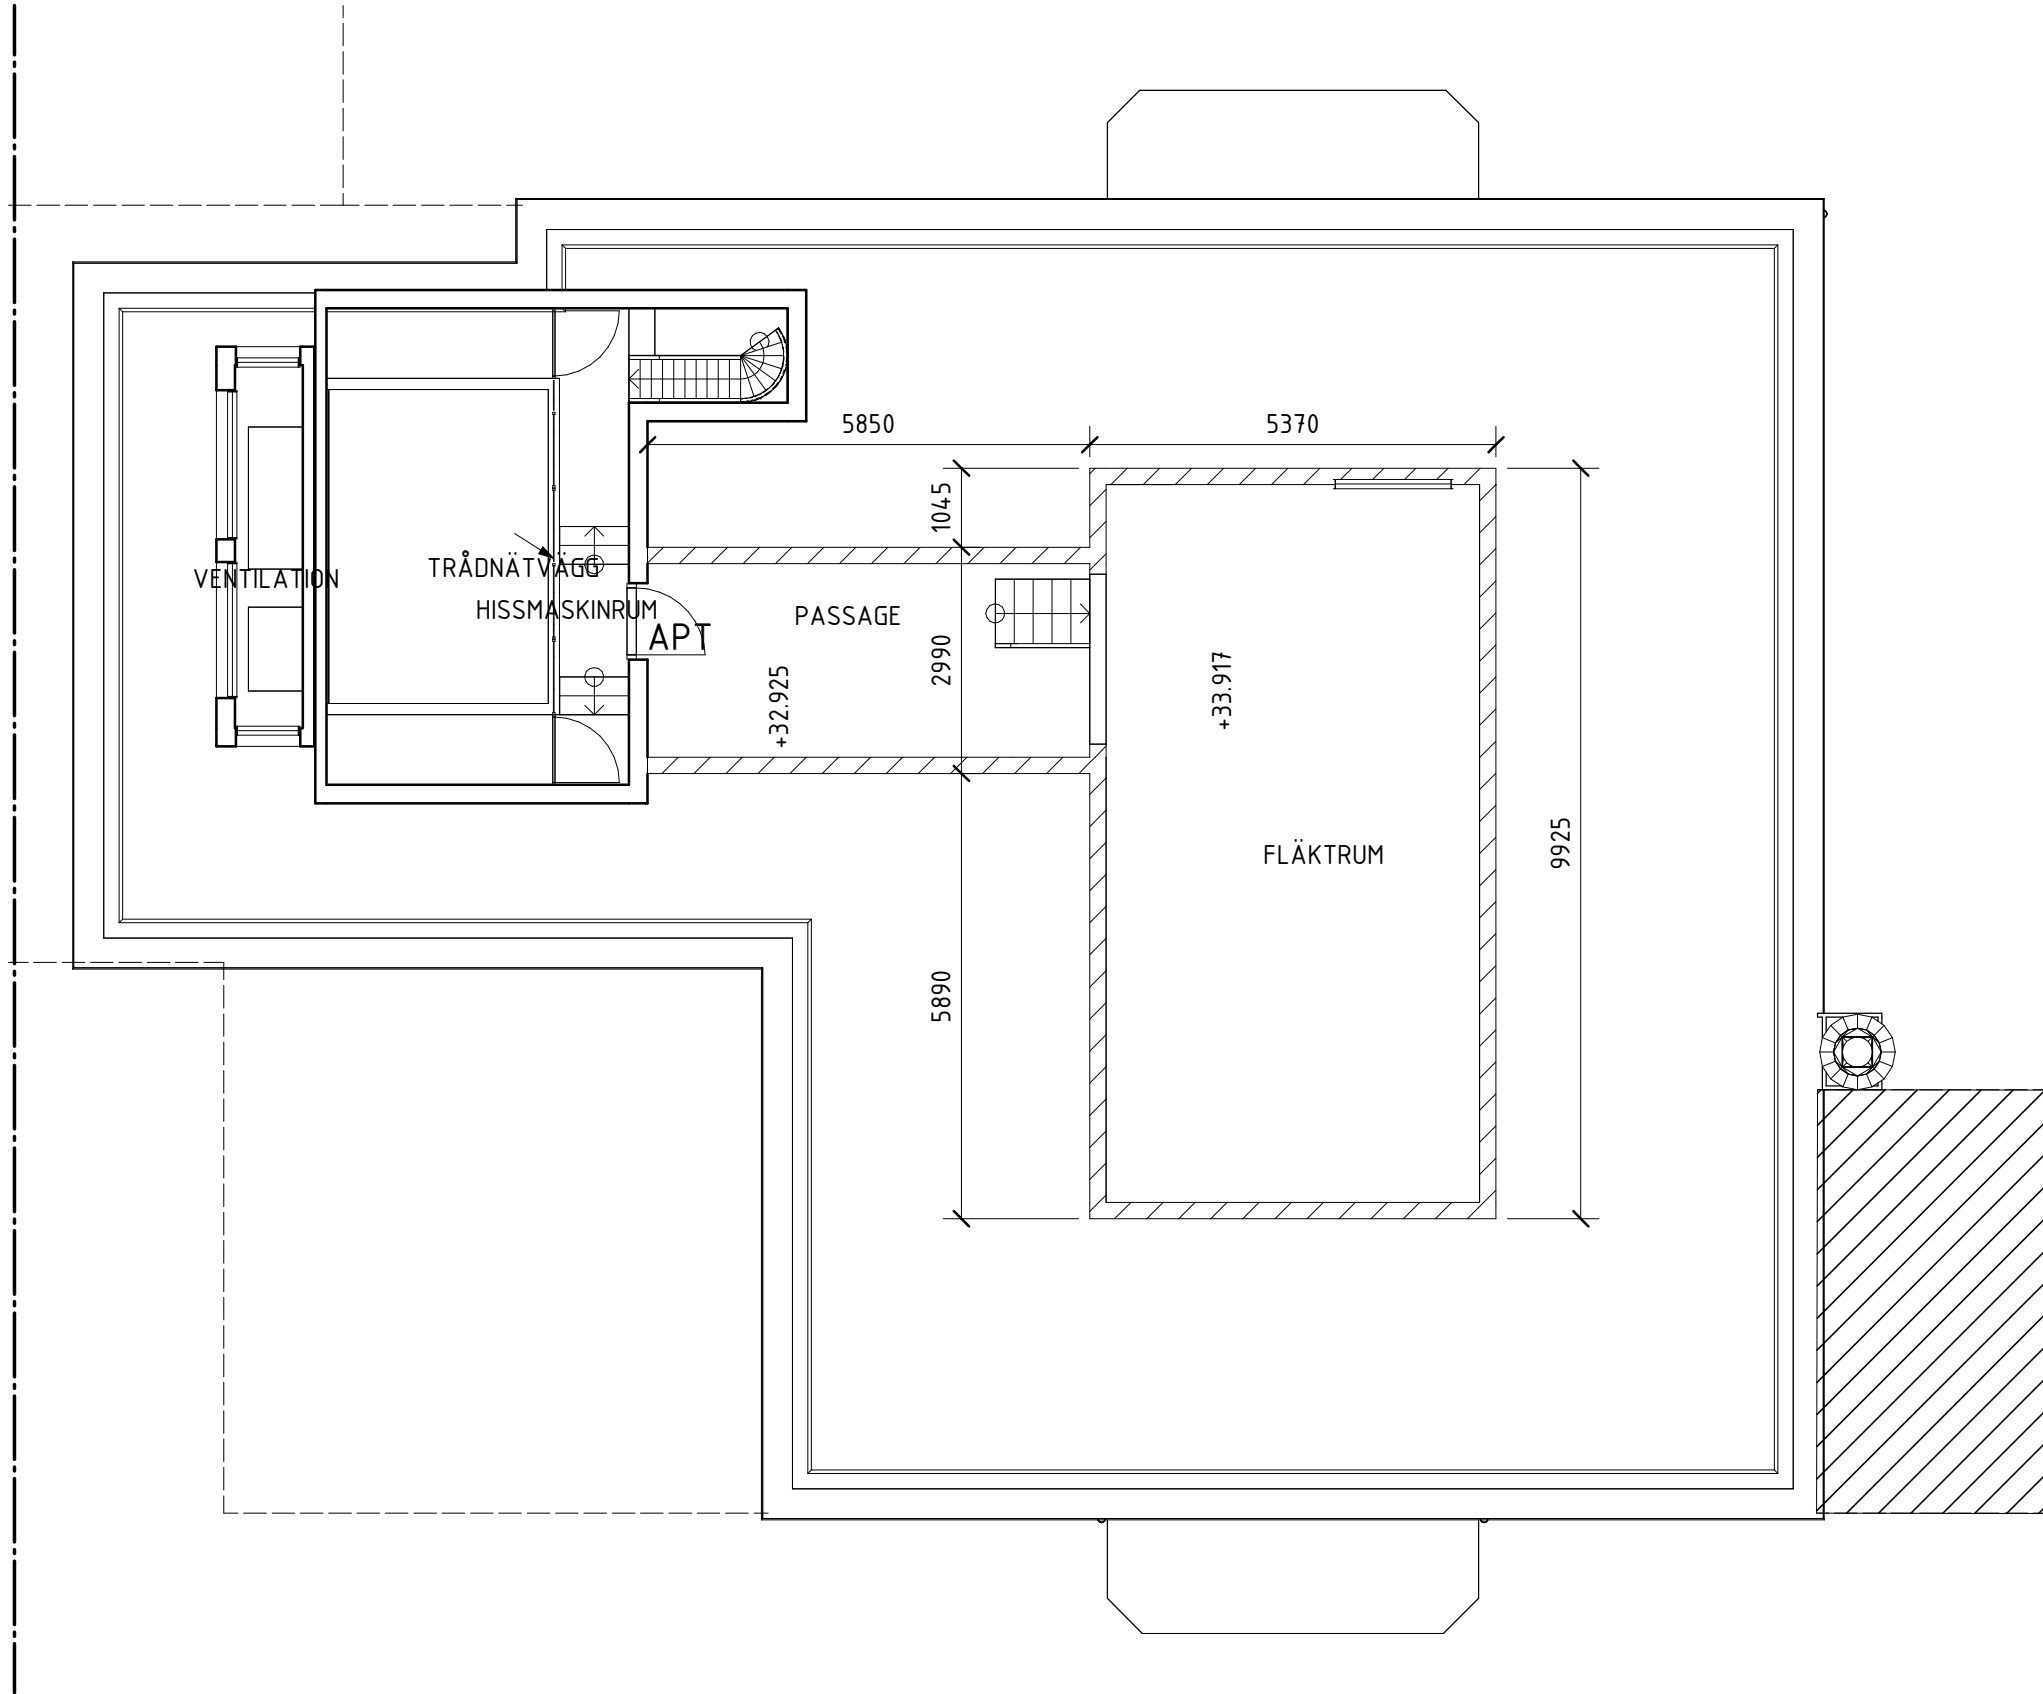 5850
5370
1045
VENTILATION
TRÅDNÄTVÄGG
HISSMASKINRUM
APT
PASSAGE
2990
+32.925
+33.917
FLÄKTRUM
9925
5890